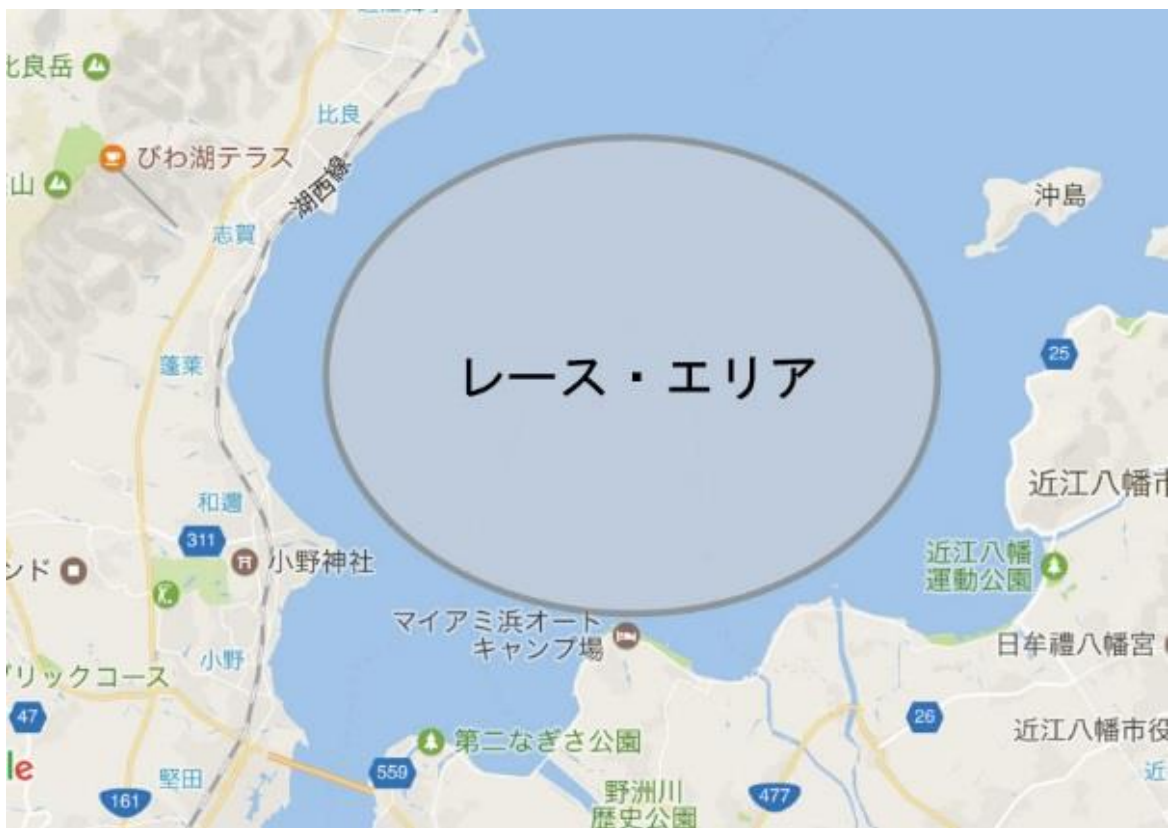 比良岳
比良
びわ湖テラス
山
湖西線
沖島
志賀
レース・エリア
25
蓬莱
近江八幡市
和邇
311
小野神社
ンド
近江八幡
運動公園
マイアミ浜オート
キャンプ場
日牟禮八幡宮
小野
ブリックコース
47
26
第二なぎさ公園
近江八幡市役
le
堅田
559
野洲川
歴史公園
477
近
161